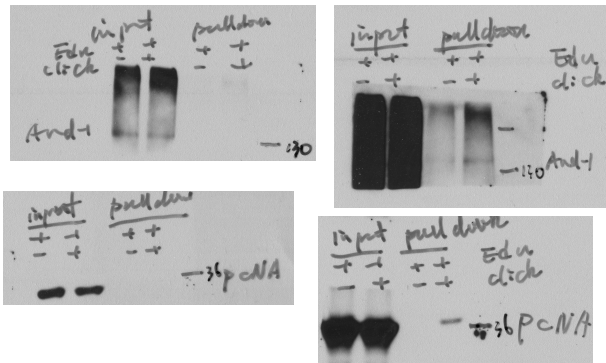 input pulldown
Edu + + + +
click - + - +
And-1
-130
input pulldown
+ + + + Edu
- + - + click
-130 And-1
input pulldown
+ + + +
- + - +
-36 PCNA
input pulldown
+ + + + Edu
- + - + click
-36 PCNA